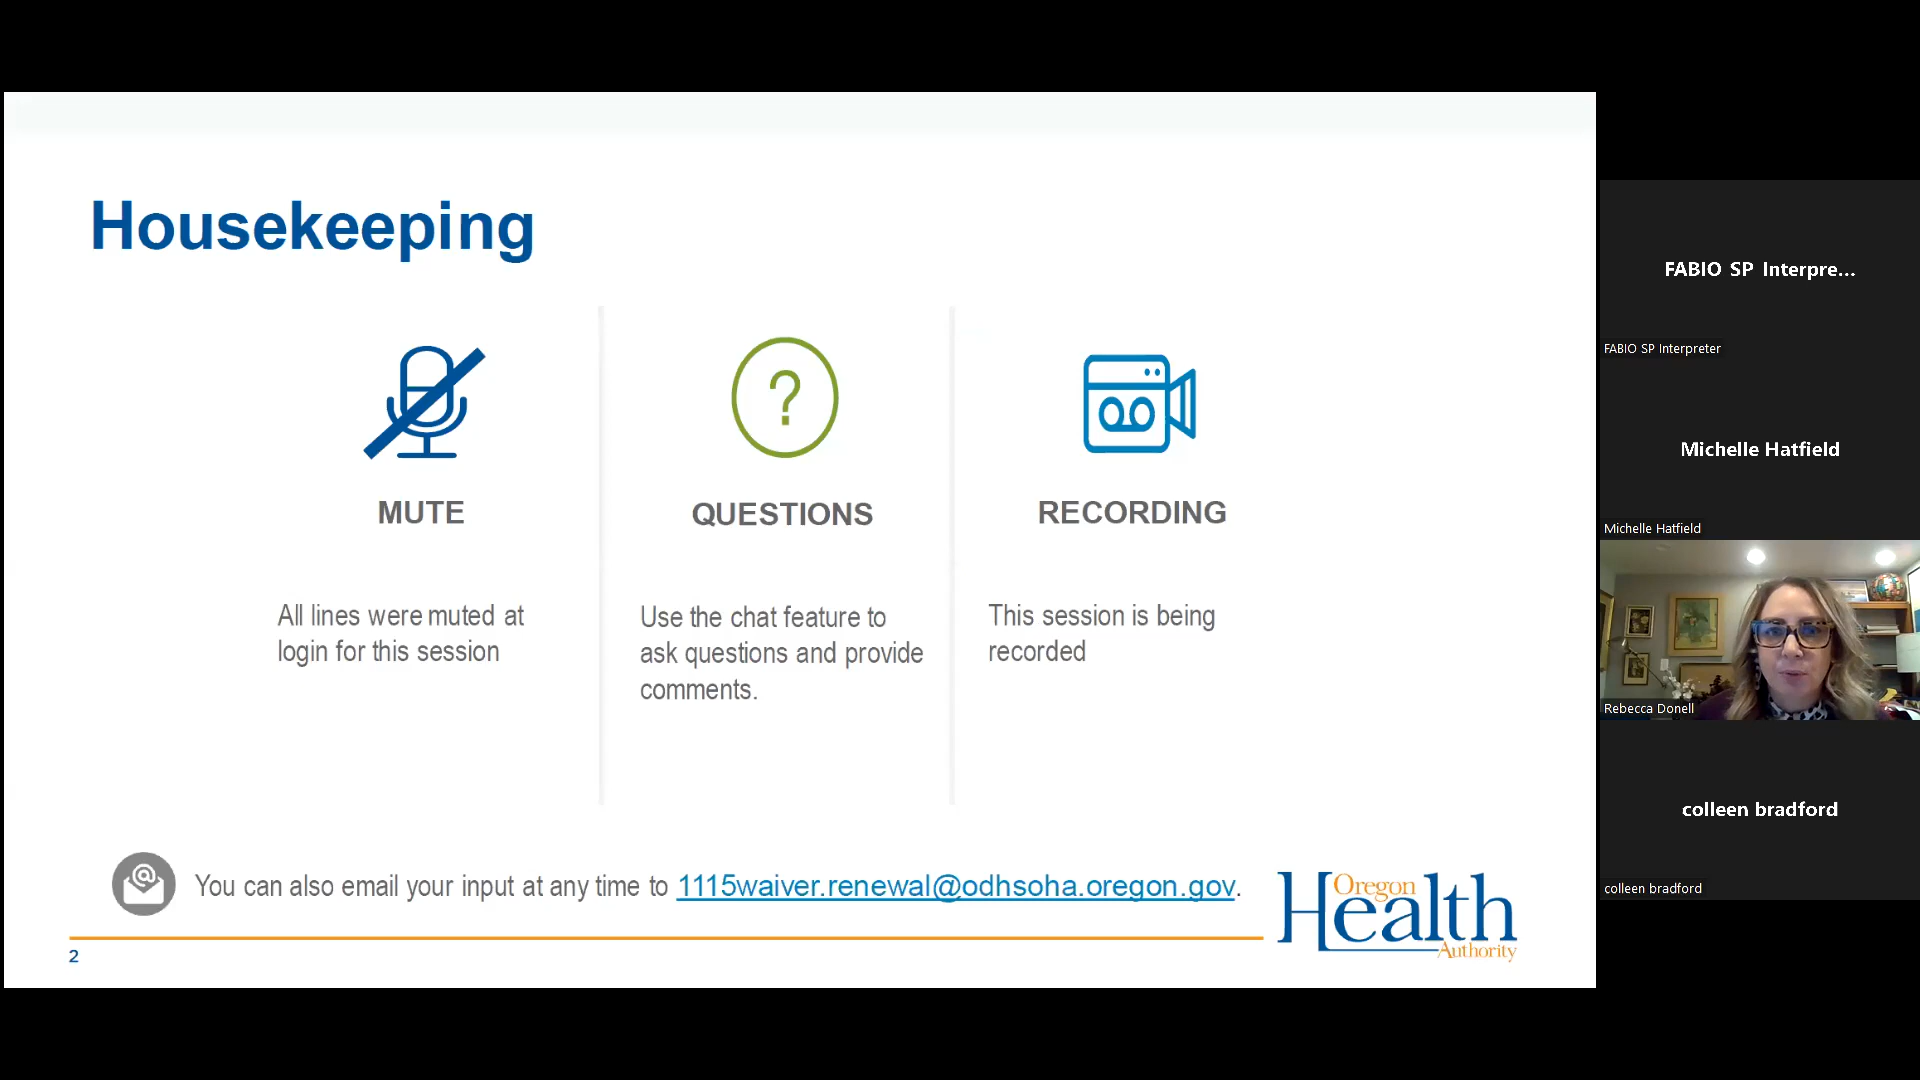 Housekeeping
MUTE
All lines were muted at
login for this session
?
QUESTIONS
Use the chat feature to
ask questions and provide
comments.
RECORDING
This session is being
recorded
@
You can also email your input at any time to 1115waiver.renewal@odhsoha.oregon.gov.
2
Oregon
Health
Authority
FABIO SP Interpre...
FABIO SP Interpreter
Michelle Hatfield
Michelle Hatfield
Rebecca Donell
colleen bradford
colleen bradford